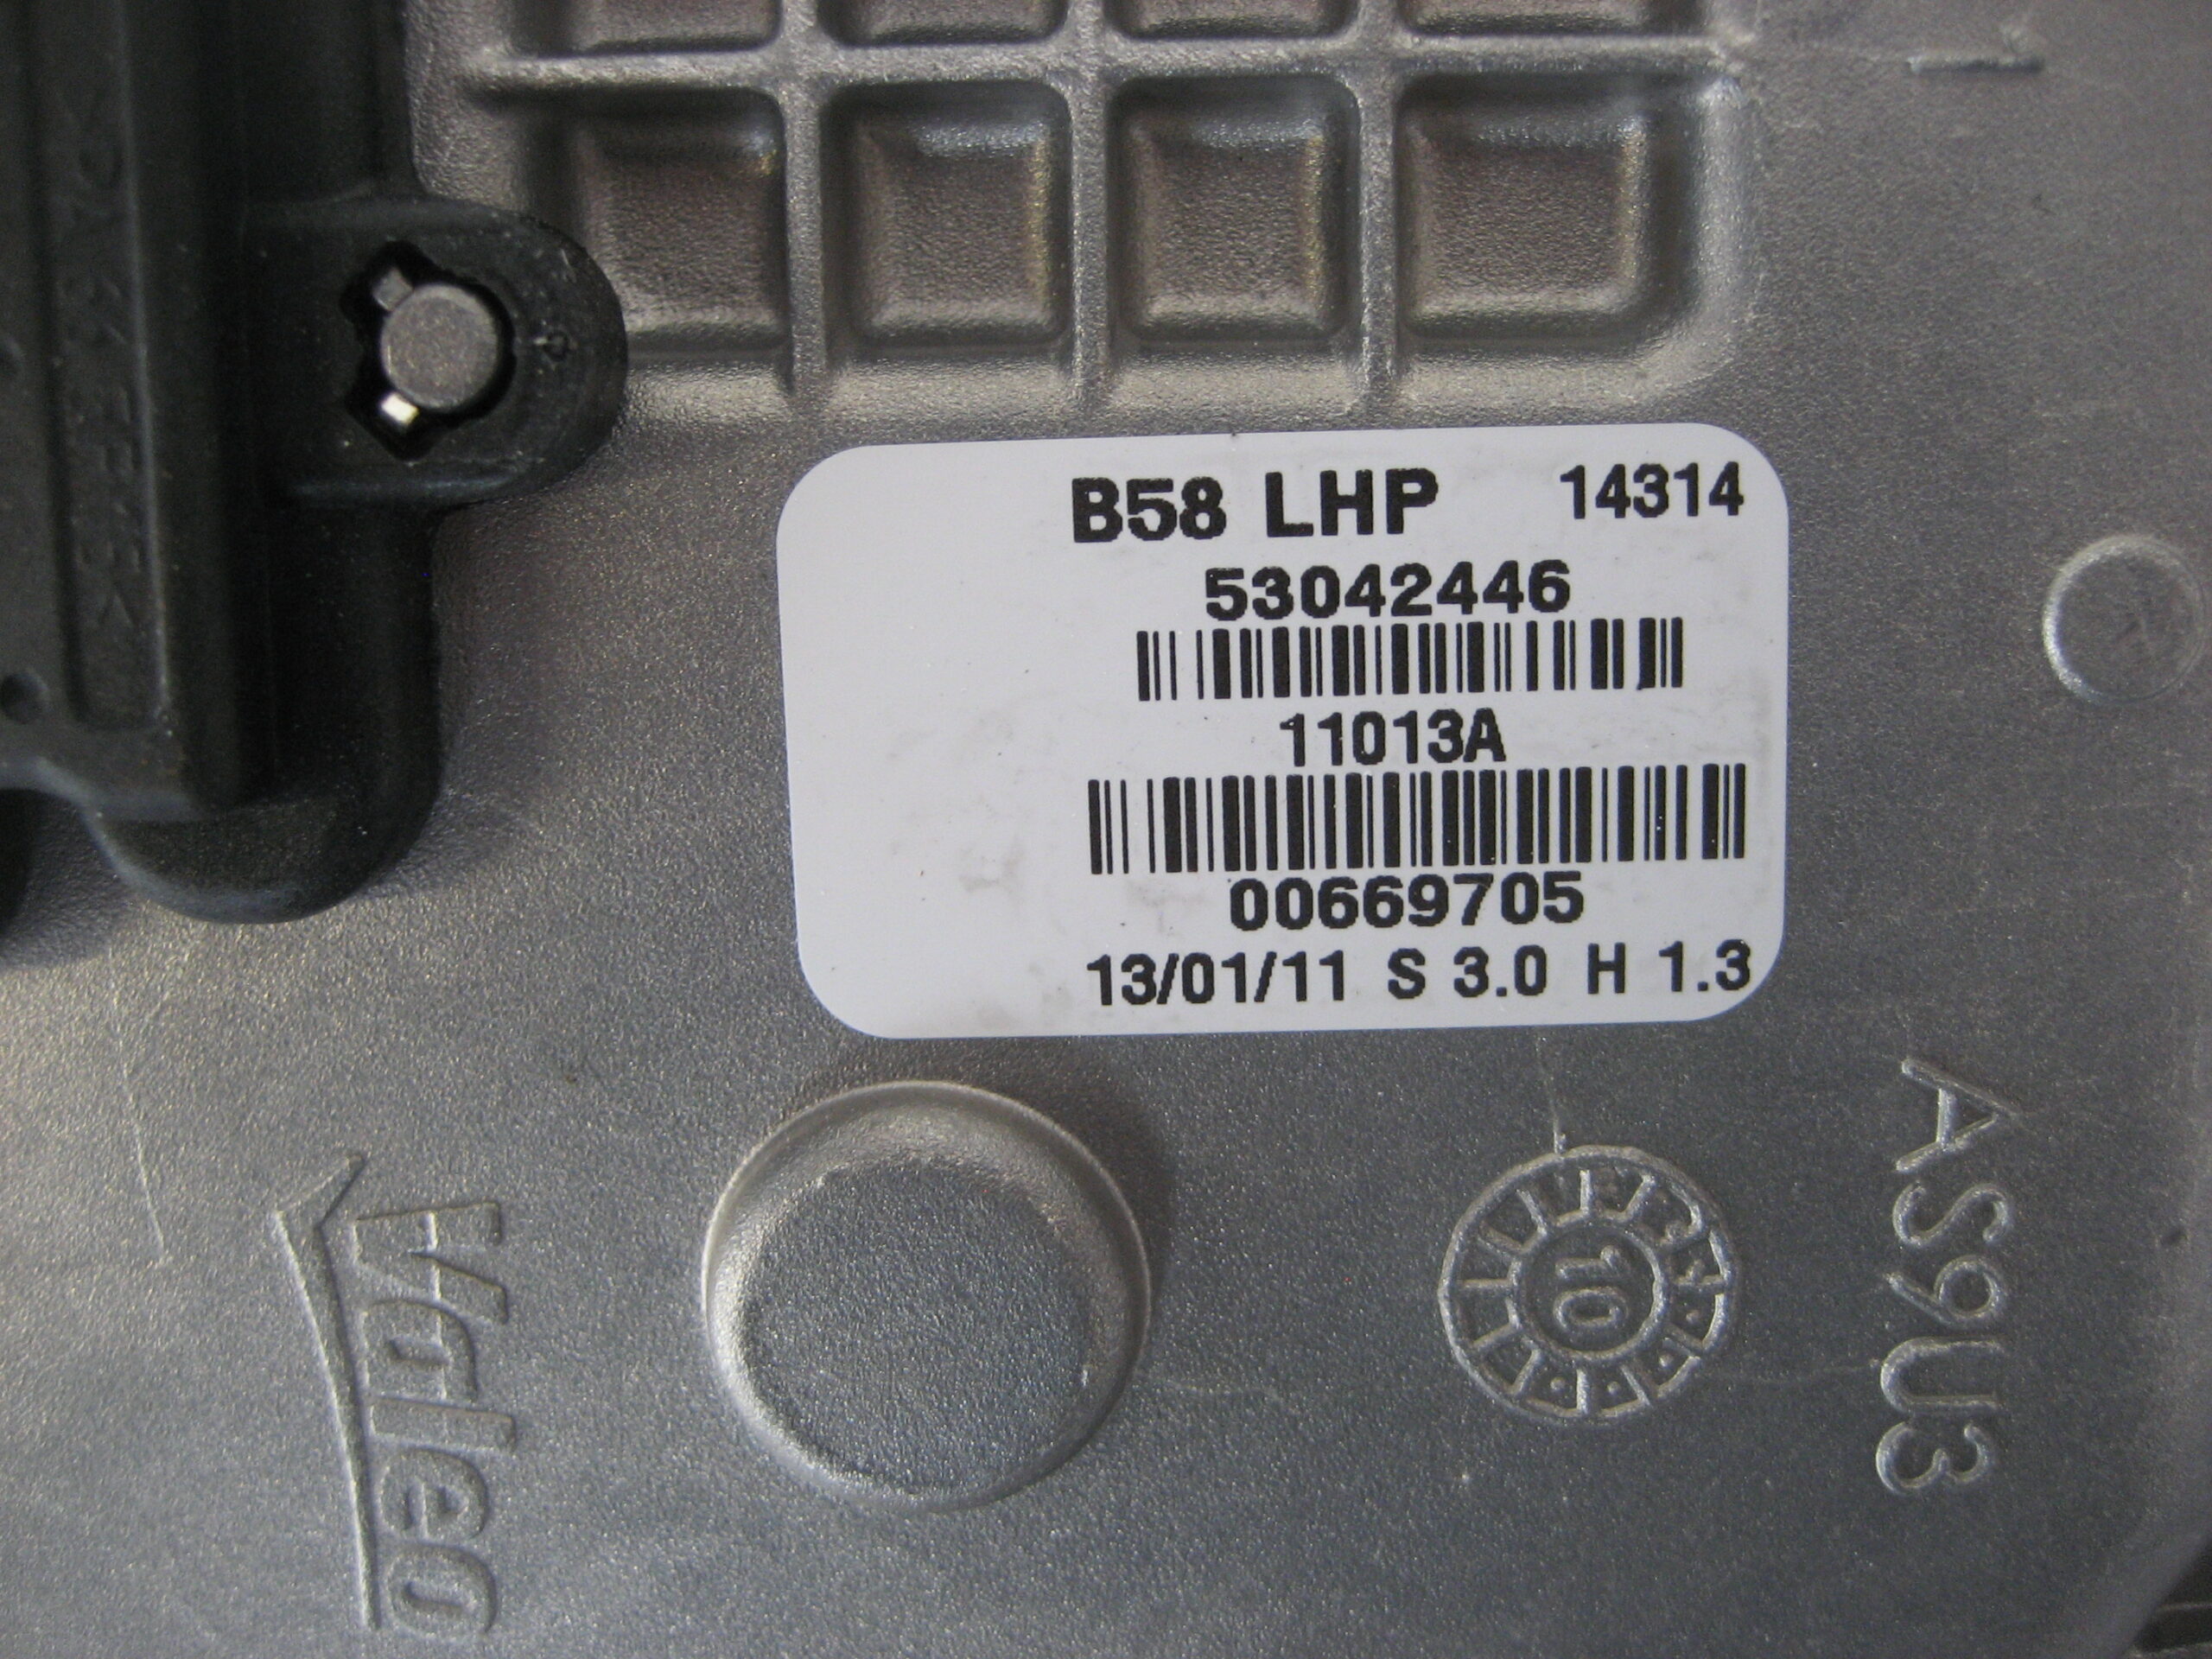 B58 LHP 14314
53042446
11013A
00669705
13/01/11 S 3.0 H 1.3
AS9U3
10
Valeo